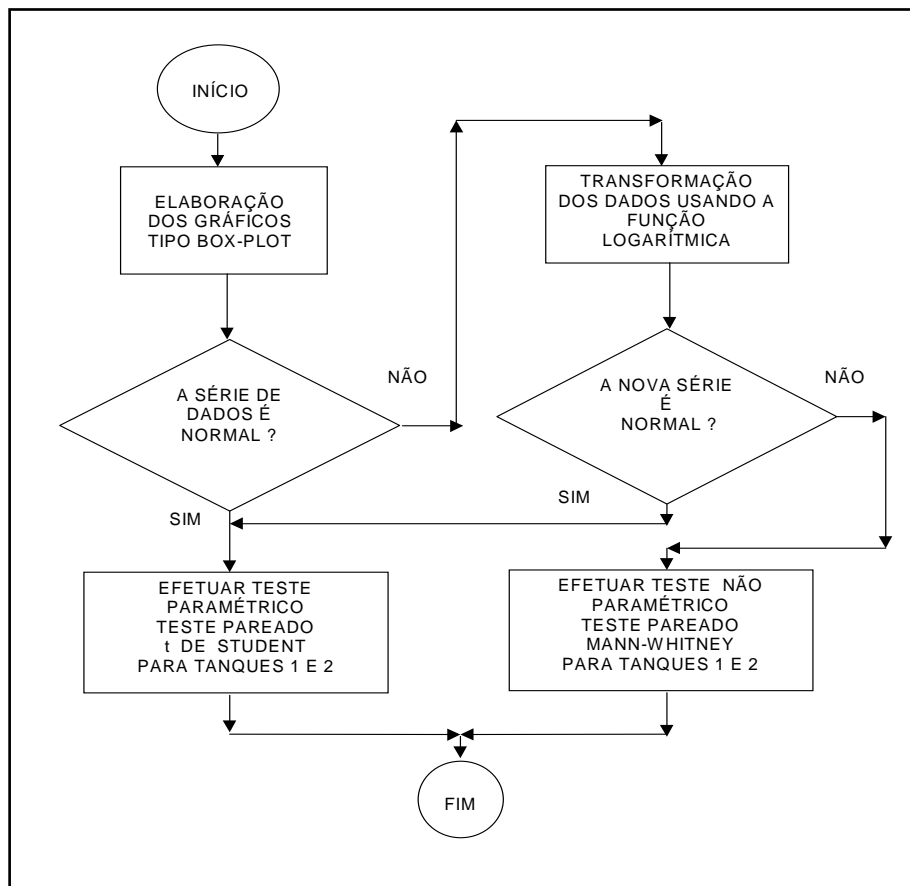 INÍCIO
ELABORAÇÃO
DOS GRÁFICOS
TIPO BOX-PLOT
TRANSFORMAÇÃO
DOS DADOS USANDO A
FUNÇÃO
LOGARÍTMICA
A SÉRIE DE
DADOS É
NORMAL ?
NÃO
A NOVA SÉRIE
É
NORMAL ?
NÃO
SIM
SIM
EFETUAR TESTE
PARAMÉTRICO
TESTE PAREADO
t DE STUDENT
PARA TANQUES 1 E 2
EFETUAR TESTE NÃO
PARAMÉTRICO
TESTE PAREADO
MANN-WHITNEY
PARA TANQUES 1 E 2
FIM